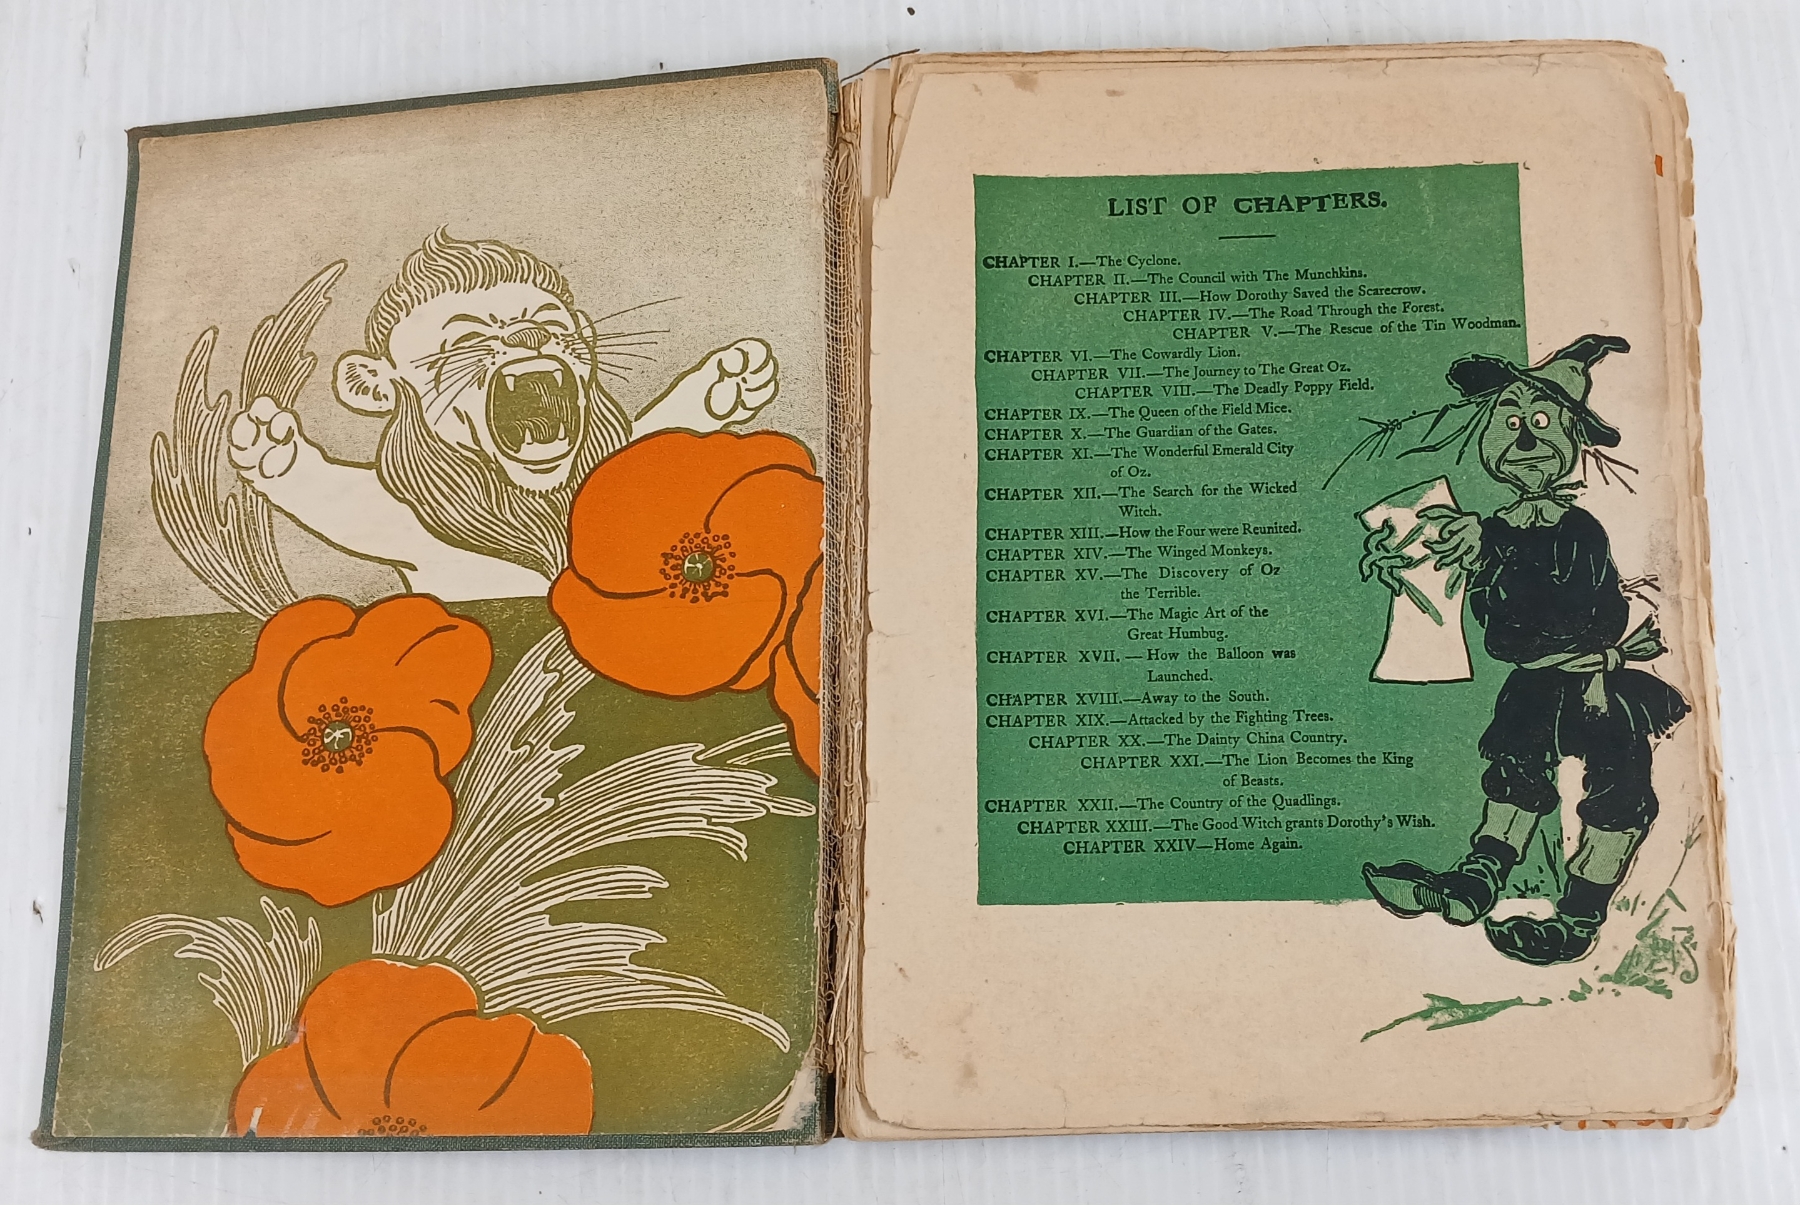 LIST OF CHAPTERS.
CHAPTER I.—The Cyclone.
CHAPTER II.—The Council with The Munchkins.
CHAPTER III.—How Dorothy Saved the Scarecrow.
CHAPTER IV.—The Road Through the Forest.
CHAPTER V.—The Rescue of the Tin Woodman.
CHAPTER VI.—The Cowardly Lion.
CHAPTER VII.—The Journey to The Great Oz.
CHAPTER VIII.—The Deadly Poppy Field.
CHAPTER IX.—The Queen of the Field Mice.
CHAPTER X.—The Guardian of the Gates.
CHAPTER XI.—The Wonderful Emerald City
of Oz.
CHAPTER XII.—The Search for the Wicked
Witch.
CHAPTER XIII.—How the Four were Reunited.
CHAPTER XIV.—The Winged Monkeys.
CHAPTER XV.—The Discovery of Oz
the Terrible.
CHAPTER XVI.—The Magic Art of the
Great Humbug.
CHAPTER XVII.—How the Balloon was
Launched.
CHAPTER XVIII.—Away to the South.
CHAPTER XIX.—Attacked by the Fighting Trees.
CHAPTER XX.—The Dainty China Country.
CHAPTER XXI.—The Lion Becomes the King
of Beasts.
CHAPTER XXII.—The Country of the Quadlings.
CHAPTER XXIII.—The Good Witch grants Dorothy's Wish.
CHAPTER XXIV—Home Again.